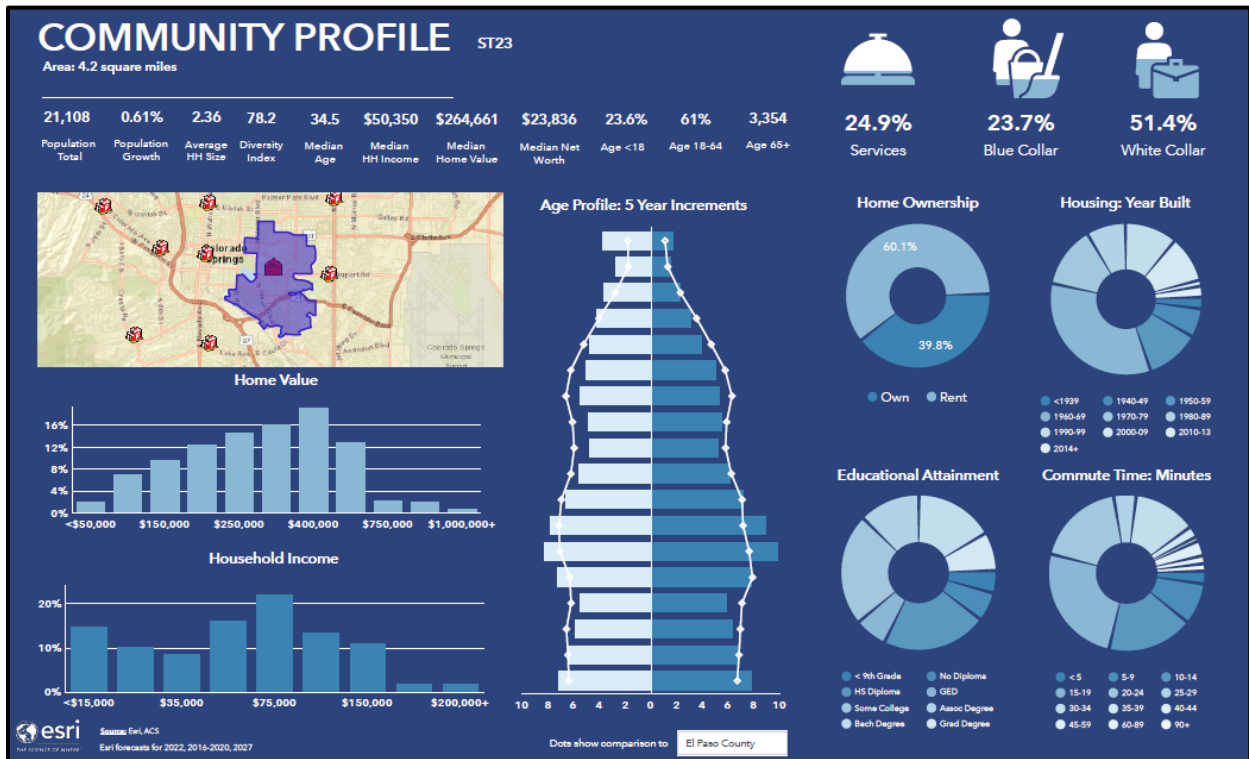 COMMUNITY PROFILE ST23
Area: 4.2 square miles
21,108 0.61% 2.36 78.2 34.5 $50,350 $264,661 $23,836 23.6% 61% 3,354
Population Total Population Growth Average HH Size Diversity Index Median Age Median HH Income Median Home Value Median Net Worth Age <18 Age 18-64 Age 65+
24.9% 23.7% 51.4%
Services Blue Collar White Collar
Colorado
Springs
Colorado Springs
Municipal
Home Value
16%
12%
8%
4%
0%
<$50,000 $150,000 $250,000 $400,000 $750,000 $1,000,000+
Household Income
20%
10%
0%
<$15,000 $35,000 $75,000 $150,000 $200,000+
Age Profile: 5 Year Increments
10 8 6 4 2 0 2 4 6 8 10
Dots show comparison to El Paso County
Home Ownership
60.1%
39.8%
Own Rent
Housing: Year Built
<1939 1940-49 1950-59
1960-69 1970-79 1980-89
1990-99 2000-09 2010-13
2014+
Educational Attainment
< 9th Grade No Diploma
HS Diploma GED
Some College Assoc Degree
Bach Degree Grad Degree
Commute Time: Minutes
< 5 5-9 10-14
15-19 20-24 25-29
30-34 35-39 40-44
45-59 60-89 90+
esri
THE SCIENCE OF WHERE
Source: Esri, ACS
Esri forecasts for 2022, 2016-2020, 2027